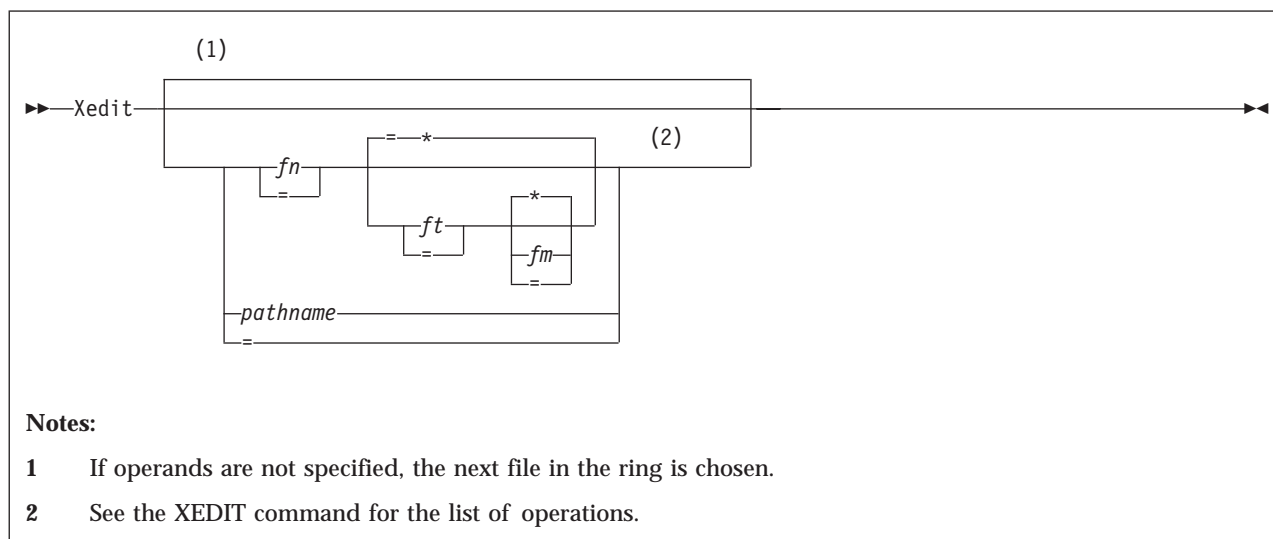 (1)
Xedit
= * (2)
fn
=
*
ft
=
fm
=
pathname
=
Notes:
1 If operands are not specified, the next file in the ring is chosen.
2 See the XEDIT command for the list of operations.